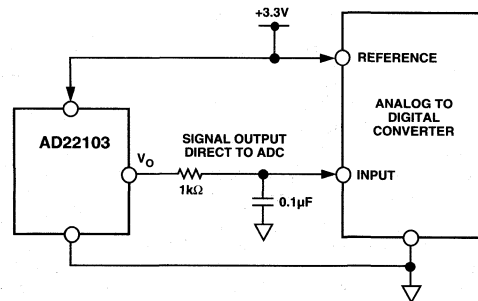 +3.3V
REFERENCE
ANALOG TO
DIGITAL
CONVERTER
AD22103
SIGNAL OUTPUT
DIRECT TO ADC
VO
INPUT
1kΩ
0.1µF